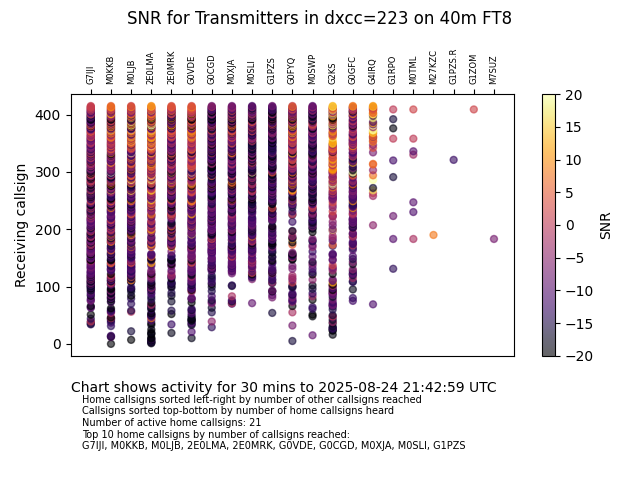 SNR for Transmitters in dxcc=223 on 40m FT8
G7IJI M0KKB M0LJB 2E0LMA 2E0MRK G0VDE G0CGD M0XJA M0SLI G1PZS G0FYQ M0SWP G2KS G0GFC G4IRQ G1RPO M0TML M27KZC G1PZS.R G1ZOM M7SUZ
400
300
200
100
0
Receiving callsign
20
15
10
5
0
−5
−10
−15
−20
SNR
Chart shows activity for 30 mins to 2025-08-24 21:42:59 UTC
Home callsigns sorted left-right by number of other callsigns reached
Callsigns sorted top-bottom by number of home callsigns heard
Number of active home callsigns: 21
Top 10 home callsigns by number of callsigns reached:
G7IJI, M0KKB, M0LJB, 2E0LMA, 2E0MRK, G0VDE, G0CGD, M0XJA, M0SLI, G1PZS